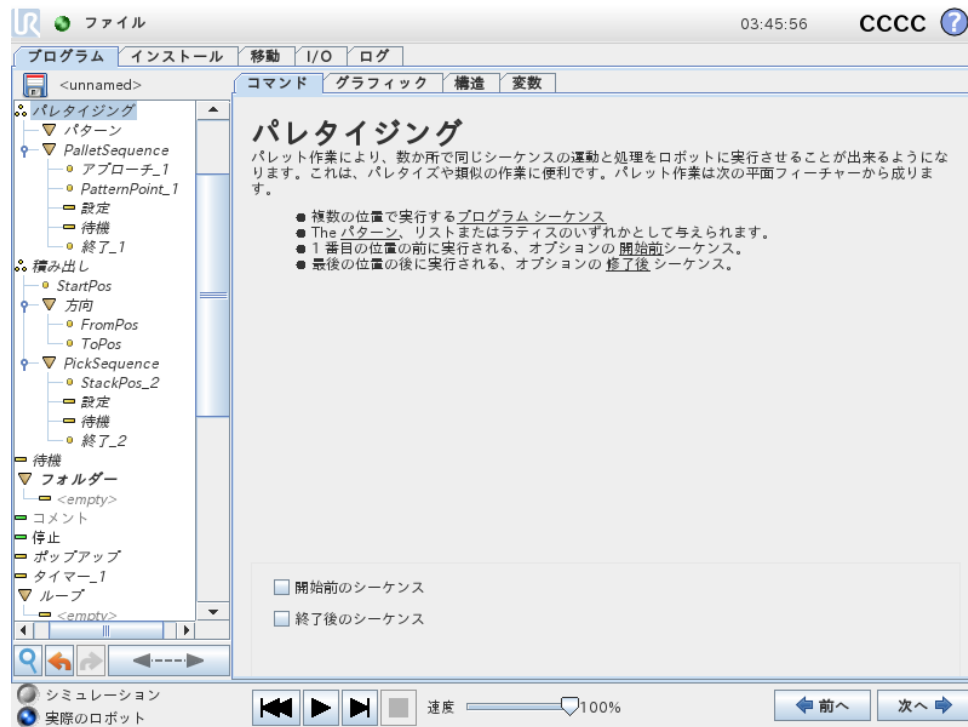 UR ファイル 03:45:56 CCCC ?
プログラム インストール 移動 I/O ログ
<unnamed>
コマンド グラフィック 構造 変数
パレタイジング
パターン
PalletSequence
アプローチ_1
PatternPoint_1
設定
待機
終了_1
積み出し
StartPos
方向
FromPos
ToPos
PickSequence
StackPos_2
設定
待機
終了_2
待機
フォルダー
<empty>
コメント
停止
ポップアップ
タイマー_1
ループ
<empty>
パレタイジング
パレット作業により、数か所で同じシーケンスの運動と処理をロボットに実行させることが出来るようにな
ります。これは、パレタイズや類似の作業に便利です。パレット作業は次の平面フィーチャーから成りま
す。
● 複数の位置で実行するプログラム シーケンス
● The パターン、リストまたはラティスのいずれかとして与えられます。
● 1 番目の位置の前に実行される、オプションの 開始前シーケンス。
● 最後の位置の後に実行される、オプションの 修了後 シーケンス。
開始前のシーケンス
終了後のシーケンス
シミュレーション
実際のロボット
速度 100%
前へ 次へ